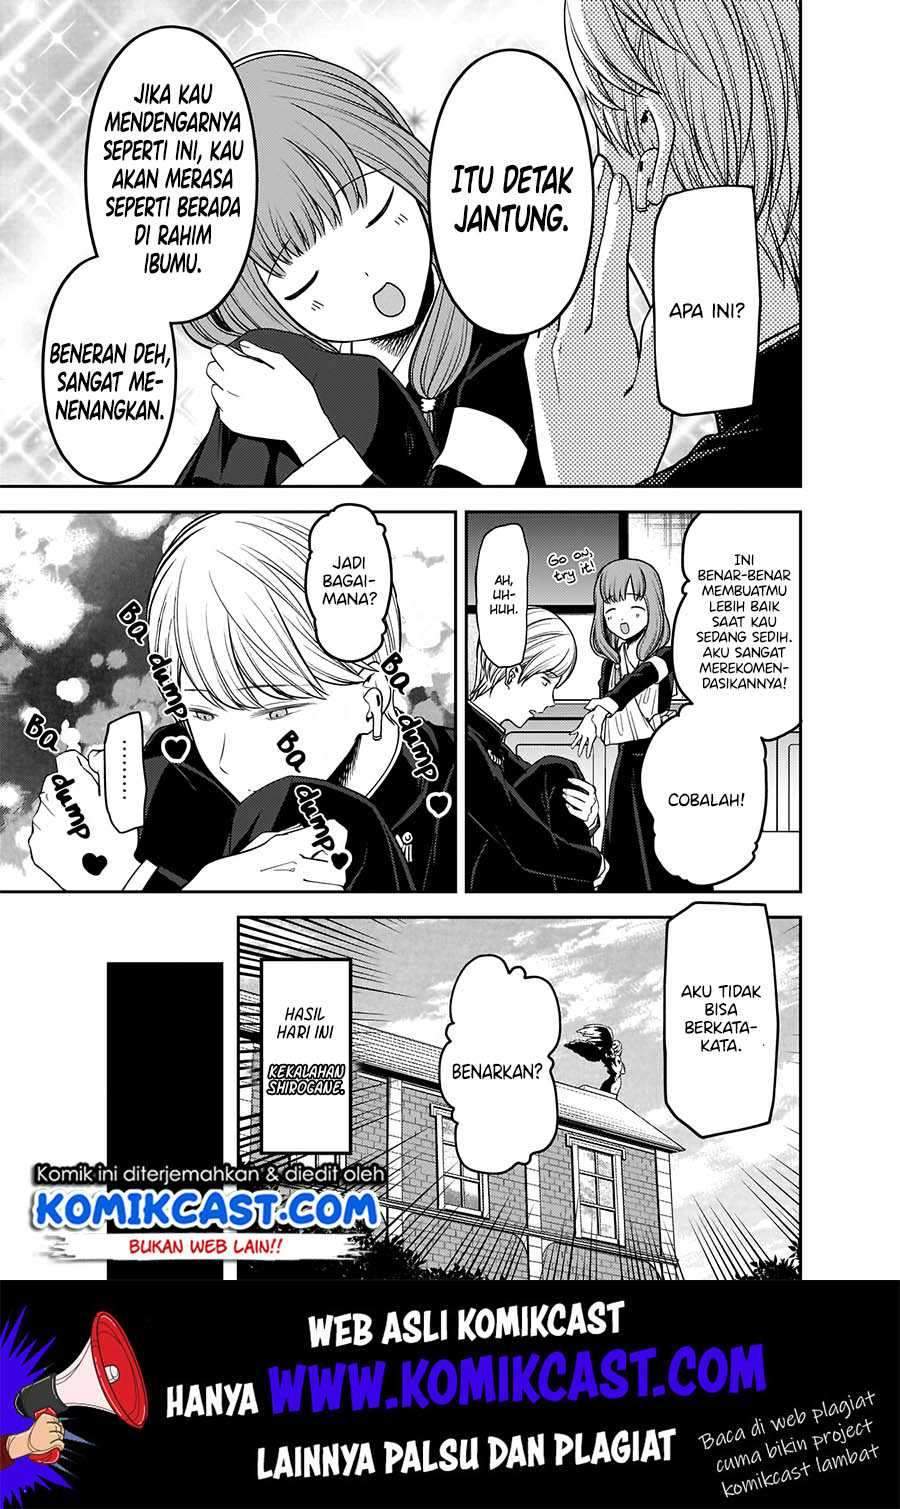 APA INI?
ITU DETAK
JANTUNG.
JIKA KAU
MENDENGARNYA
SEPERTI INI, KAU
AKAN MERASA
SEPERTI BERADA
DI RAHIM
IBUMU.
BENERAN DEH,
SANGAT ME-
NENANGKAN.
INI
BENAR-BENAR
MEMBUATMU
LEBIH BAIK
SAAT KAU
SEDANG SEDIH.
AKU SANGAT
MEREKOMEN-
DASIKANNYA!
COBALAH!
Go on,
try it!
AH,
UH-
HUH.
JADI
BAGAI-
MANA?
BA dump
BA dump
BA dump
BA dump
........
AKU TIDAK
BISA
BERKATA-
KATA.
BENARKAN?
HASIL
HARI INI
KEKALAHAN
SHIROGANE.
Komik ini diterjemahkan & diedit oleh
KOMIKCAST.COM
BUKAN WEB LAIN!!
WEB ASLI KOMIKCAST
HANYA WWW.KOMIKCAST.COM
LAINNYA PALSU DAN PLAGIAT
Baca di web plagiat
cuma bikin project
komikcast lambat